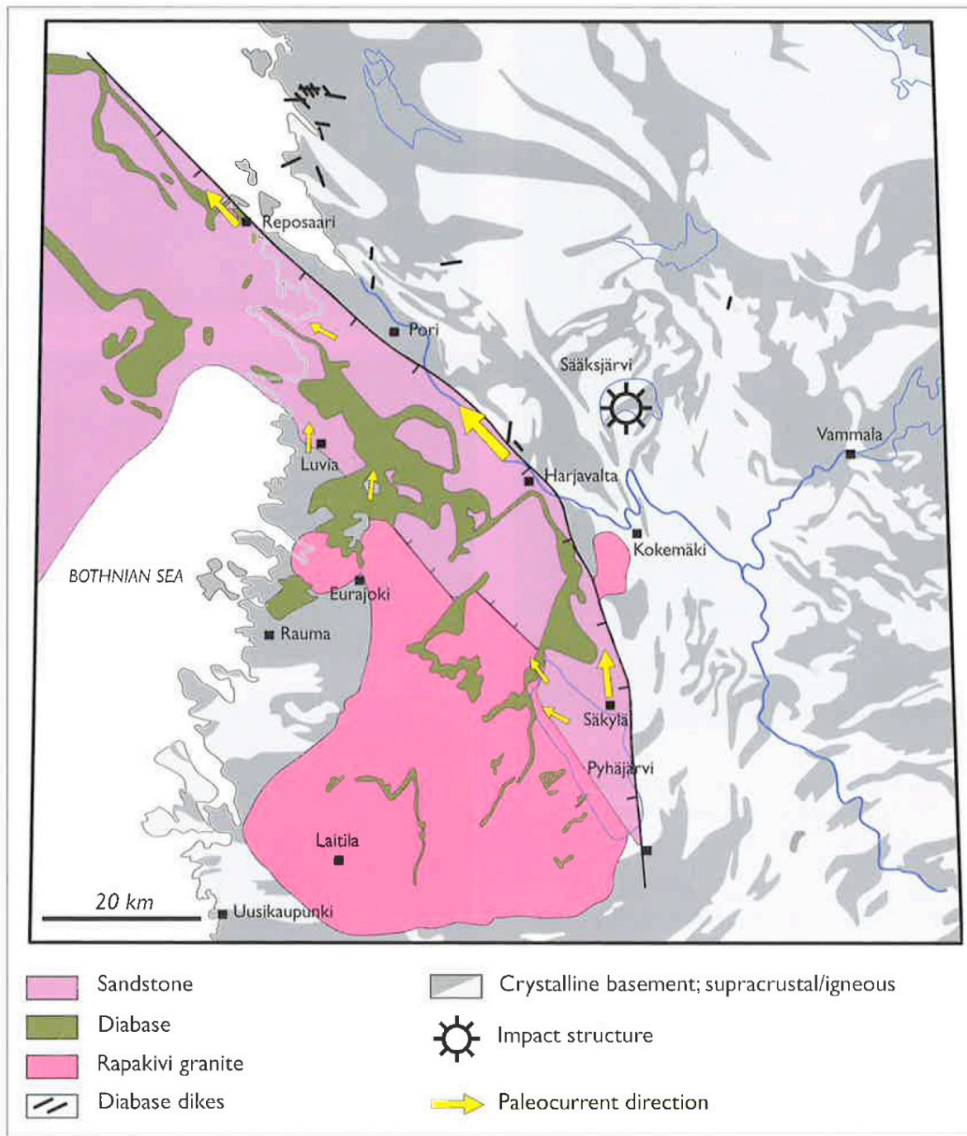 Reposaari
Pori
Sääksjärvi
Vammala
Luvia
Harjavalta
Kokemäki
BOTHNIAN SEA
Eurajoki
Rauma
Säkylä
Pyhäjärvi
Laitila
20 km
Uusikaupunki
Sandstone
Diabase
Rapakivi granite
Diabase dikes
Crystalline basement; supracrustal/igneous
Impact structure
Paleocurrent direction